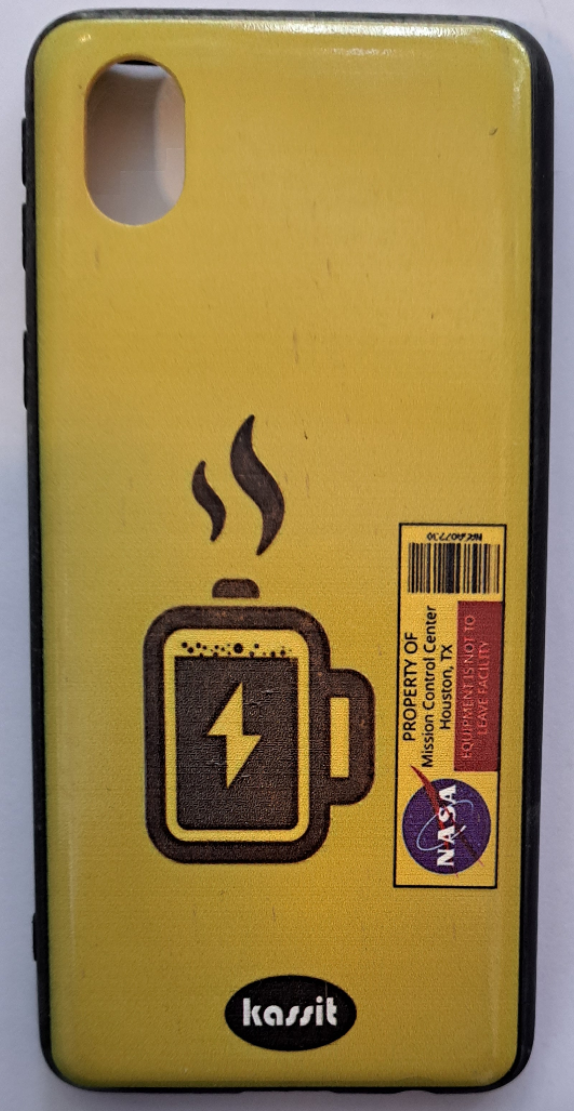 PROPERTY OF
Mission Control Center
Houston, TX
EQUIPMENT IS NOT TO
LEAVE FACILITY
NASA
kassit